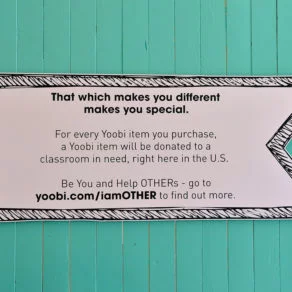 That which makes you different
makes you special.
For every Yoobi item you purchase,
a Yoobi item will be donated to a
classroom in need, right here in the U.S.
Be You and Help OTHERs - go to
yoobi.com/iamOTHER to find out more.